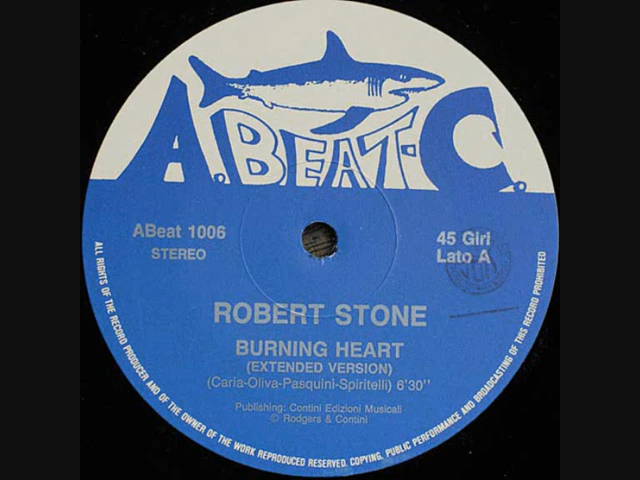 A.BEAT-C.
ABeat 1006
STEREO
45 Giri
Lato A
ROBERT STONE
BURNING HEART
(EXTENDED VERSION)
(Caria-Oliva-Pasquini-Spiritelli) 6'30''
Publishing: Contini Edizioni Musicali
© Rodgers & Contini
ALL RIGHTS OF THE RECORD PRODUCER AND OF THE OWNER OF THE WORK REPRODUCED RESERVED. COPYING, PUBLIC PERFORMANCE AND BROADCASTING OF THIS RECORD PROHIBITED